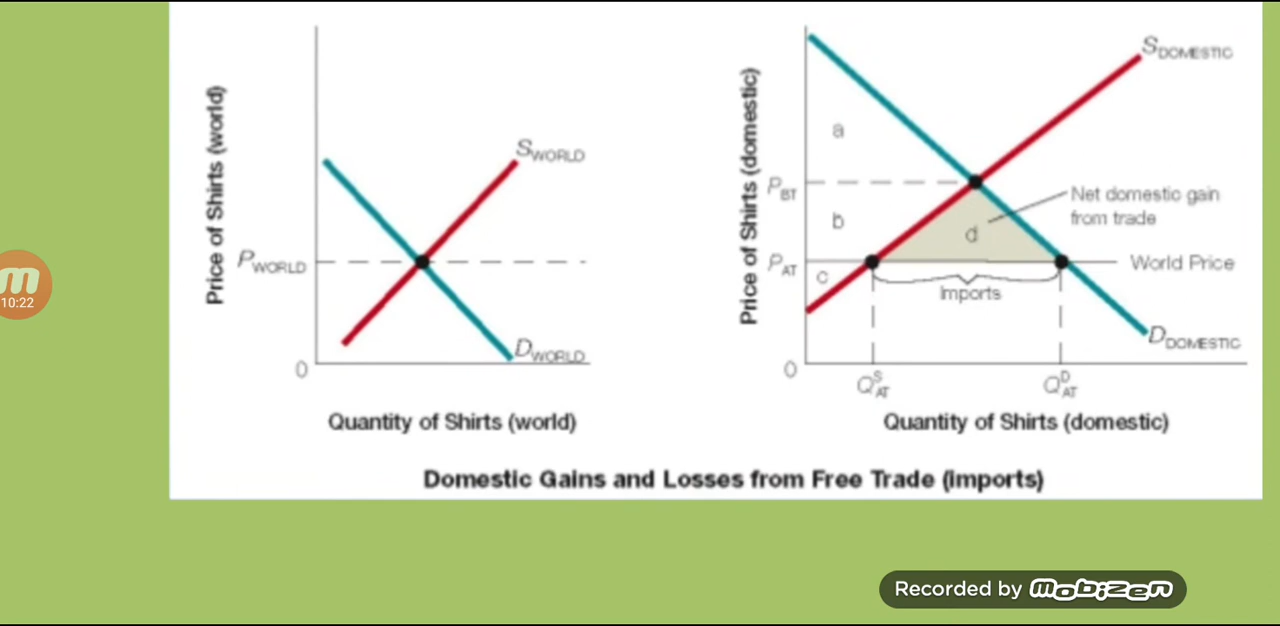 Price of Shirts (world)
S WORLD
P WORLD
D WORLD
0
Quantity of Shirts (world)
Price of Shirts (domestic)
S DOMESTIC
a
P BT
Net domestic gain
from trade
b
d
P AT
World Price
c
Imports
D DOMESTIC
0
Q S AT
Q D AT
Quantity of Shirts (domestic)
Domestic Gains and Losses from Free Trade (imports)
m
10:22
Recorded by mobizen